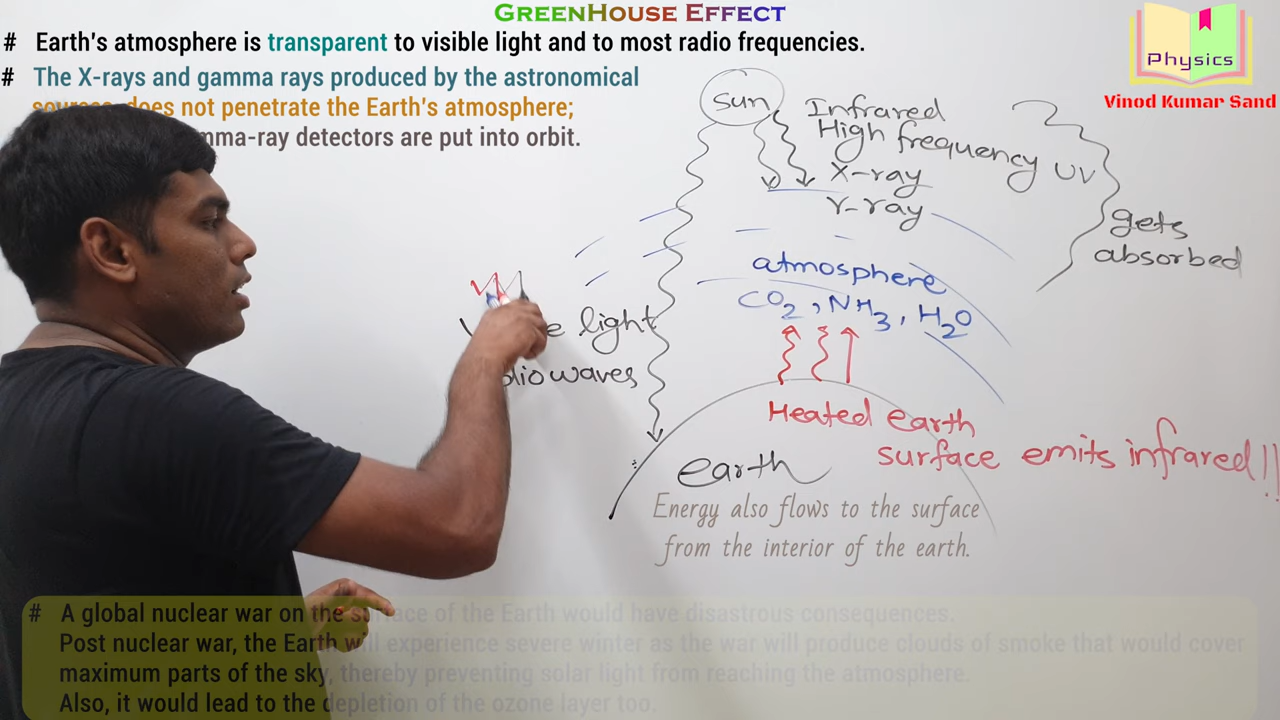 GreenHouse Effect
# Earth's atmosphere is transparent to visible light and to most radio frequencies.
# The X-rays and gamma rays produced by the astronomical
does not penetrate the Earth's atmosphere;
mma-ray detectors are put into orbit.
Physics
Vinod Kumar Sand
Sun
Infrared
High frequency UV
X-ray
γ-ray
gets
absorbed
atmosphere
CO2, NH3, H2O
light
waves
Heated earth
surface emits infrared!!
earth
Energy also flows to the surface
from the interior of the earth.
# A global nuclear war on the surface of the Earth would have disastrous consequences.
Post nuclear war, the Earth will experience severe winter as the war will produce clouds of smoke that would cover
maximum parts of the sky, thereby preventing solar light from reaching the atmosphere.
Also, it would lead to the depletion of the ozone layer too.